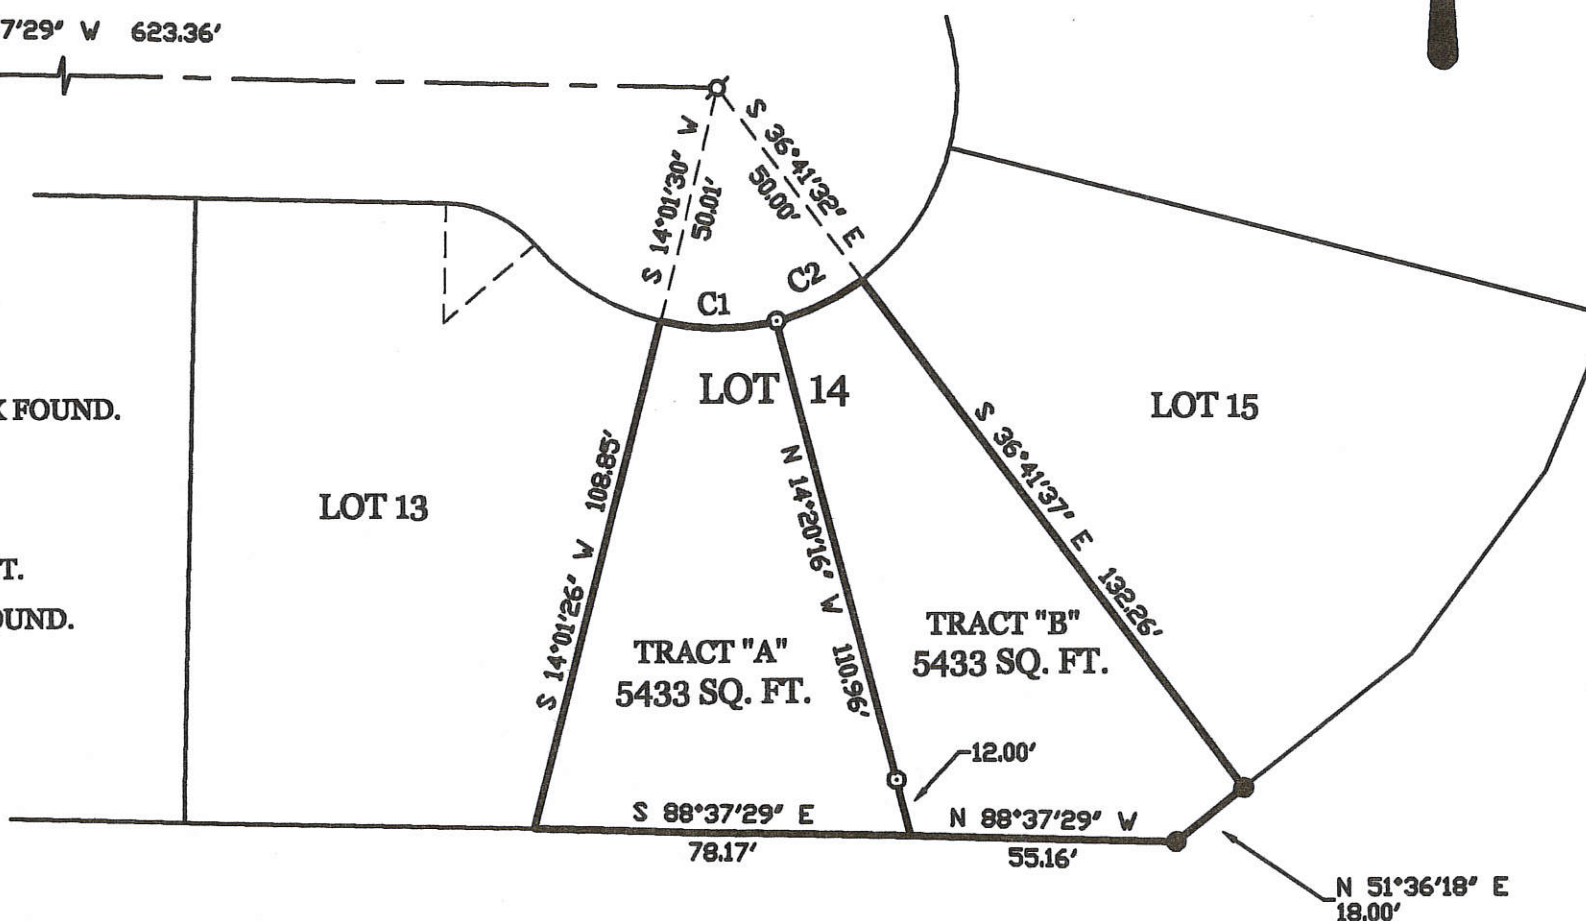 7'29" W 623.36'
S 14°01'30" W
50.01'
S 36°41'32" E
50.00'
C1
C2
LOT 14
X FOUND.
LOT 15
LOT 13
S 14°01'26" W 108.85'
N 14°20'16" W 110.96'
S 36°41'37" E 132.26'
T.
OUND.
TRACT "A"
5433 SQ. FT.
TRACT "B"
5433 SQ. FT.
12.00'
S 88°37'29" E
78.17'
N 88°37'29" W
55.16'
N 51°36'18" E
18.00'